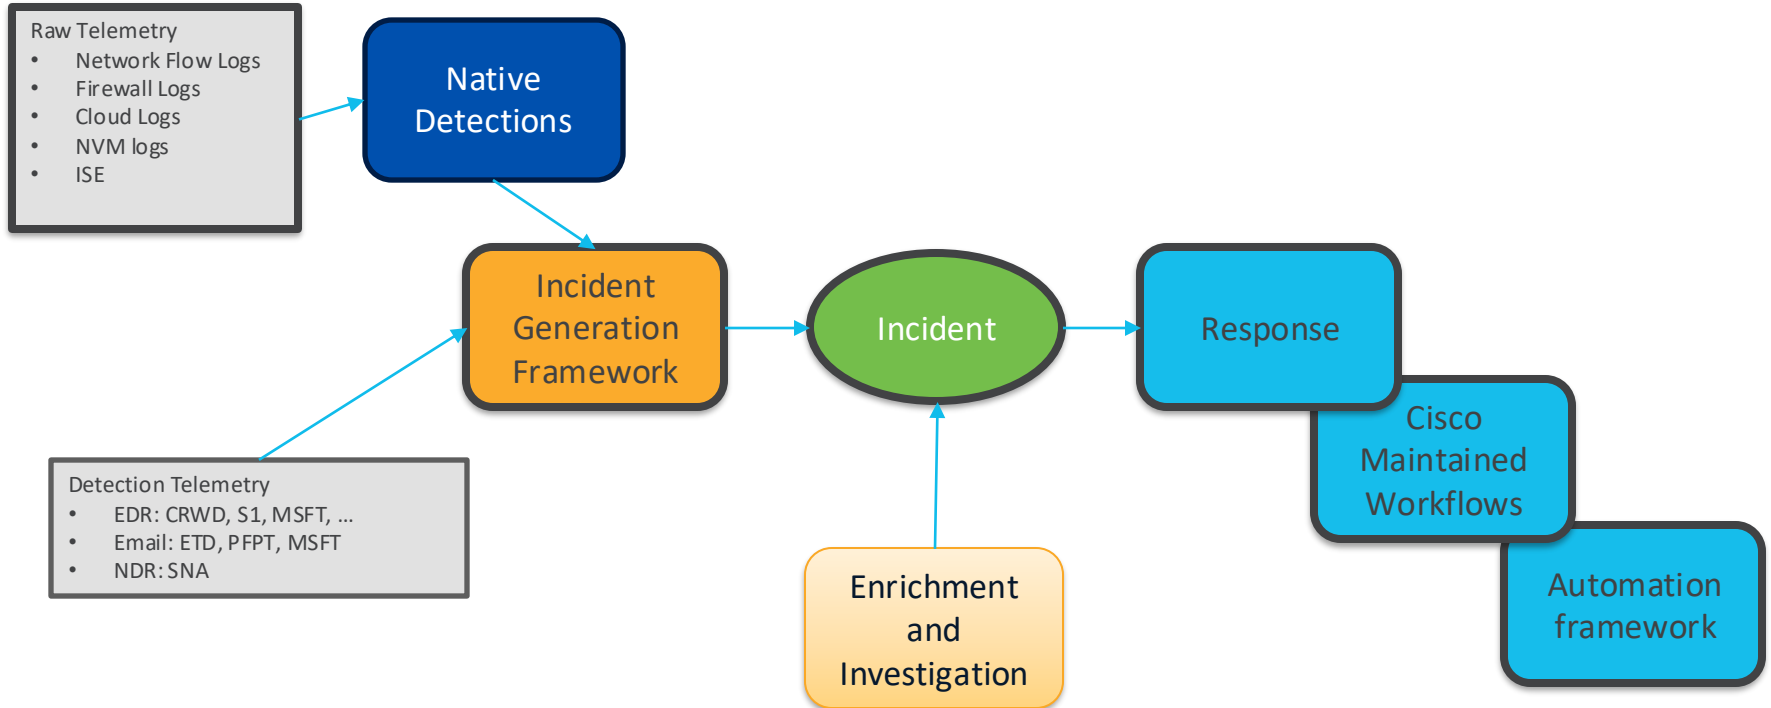 Raw Telemetry
• Network Flow Logs
• Firewall Logs
• Cloud Logs
• NVM logs
• ISE
Native
Detections
Incident
Generation
Framework
Incident
Response
Cisco
Maintained
Workflows
Automation
framework
Detection Telemetry
• EDR: CRWD, S1, MSFT, ...
• Email: ETD, PFPT, MSFT
• NDR: SNA
Enrichment
and
Investigation